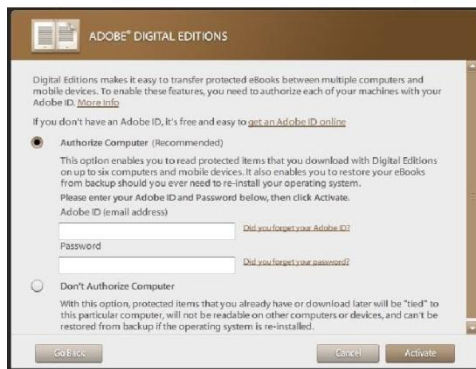 ADOBE® DIGITAL EDITIONS
Digital Editions makes it easy to transfer protected eBooks between multiple computers and
mobile devices. To enable these features, you need to authorize each of your machines with your
Adobe ID. More Info
If you don't have an Adobe ID, it's free and easy to get an Adobe ID online
Authorize Computer (Recommended)
This option enables you to read protected items that you download with Digital Editions
on up to six computers and mobile devices. It also enables you to restore your eBooks
from backup should you ever need to re-install your operating system.
Please enter your Adobe ID and Password below, then click Activate.
Adobe ID (email address)
Did you forget your Adobe ID?
Password
Did you forget your password?
Don't Authorize Computer
With this option, protected items that you already have or download later will be "tied" to
this particular computer, will not be readable on other computers or devices, and can't be
restored from backup if the operating system is re-installed.
Go Back Cancel Activate